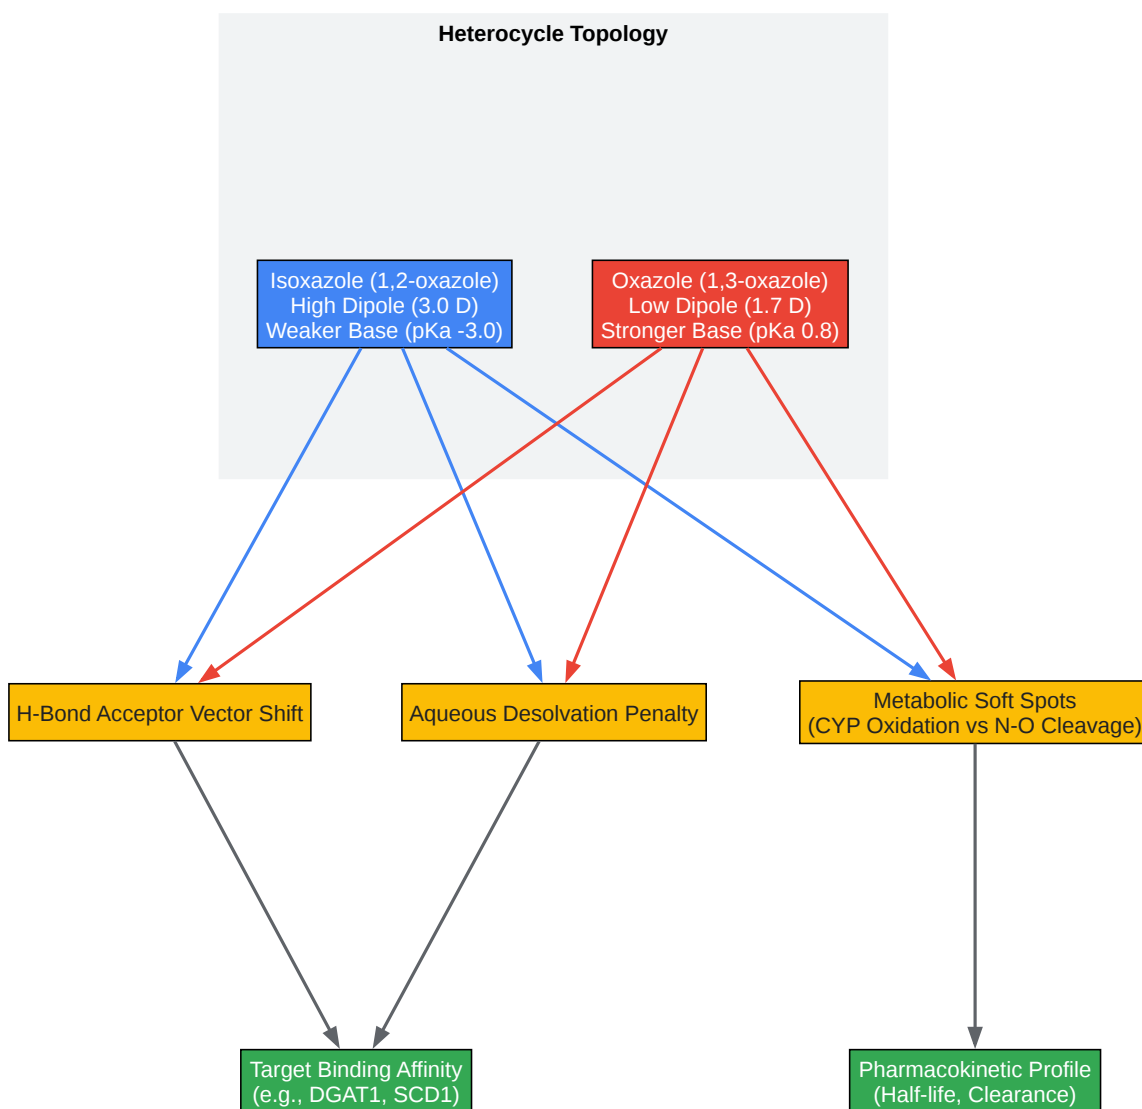 Heterocycle Topology
Isoxazole (1,2-oxazole)
High Dipole (3.0 D)
Weaker Base (pKa -3.0)
Oxazole (1,3-oxazole)
Low Dipole (1.7 D)
Stronger Base (pKa 0.8)
H-Bond Acceptor Vector Shift
Aqueous Desolvation Penalty
Metabolic Soft Spots
(CYP Oxidation vs N-O Cleavage)
Target Binding Affinity
(e.g., DGAT1, SCD1)
Pharmacokinetic Profile
(Half-life, Clearance)